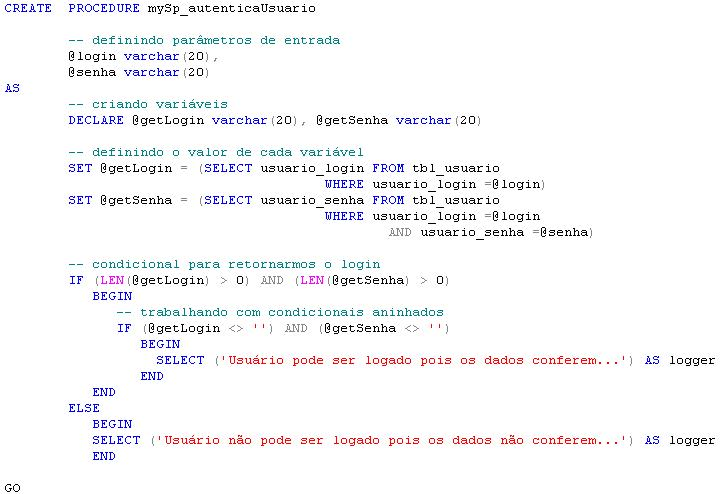 CREATE  PROCEDURE mySp_autenticaUsuario
-- definindo parâmetros de entrada
@login varchar(20),
@senha varchar(20)
AS
-- criando variáveis
DECLARE @getLogin varchar(20), @getSenha varchar(20)
-- definindo o valor de cada variável
SET @getLogin = (SELECT usuario_login FROM tbl_usuario
WHERE usuario_login =@login)
SET @getSenha = (SELECT usuario_senha FROM tbl_usuario
WHERE usuario_login =@login
AND usuario_senha =@senha)
-- condicional para retornarmos o login
IF (LEN(@getLogin) > 0) AND (LEN(@getSenha) > 0)
BEGIN
-- trabalhando com condicionais aninhados
IF (@getLogin <> '') AND (@getSenha <> '')
BEGIN
SELECT ('Usuário pode ser logado pois os dados conferem...') AS logger
END
END
ELSE
BEGIN
SELECT ('Usuário não pode ser logado pois os dados não conferem...') AS logger
END
GO